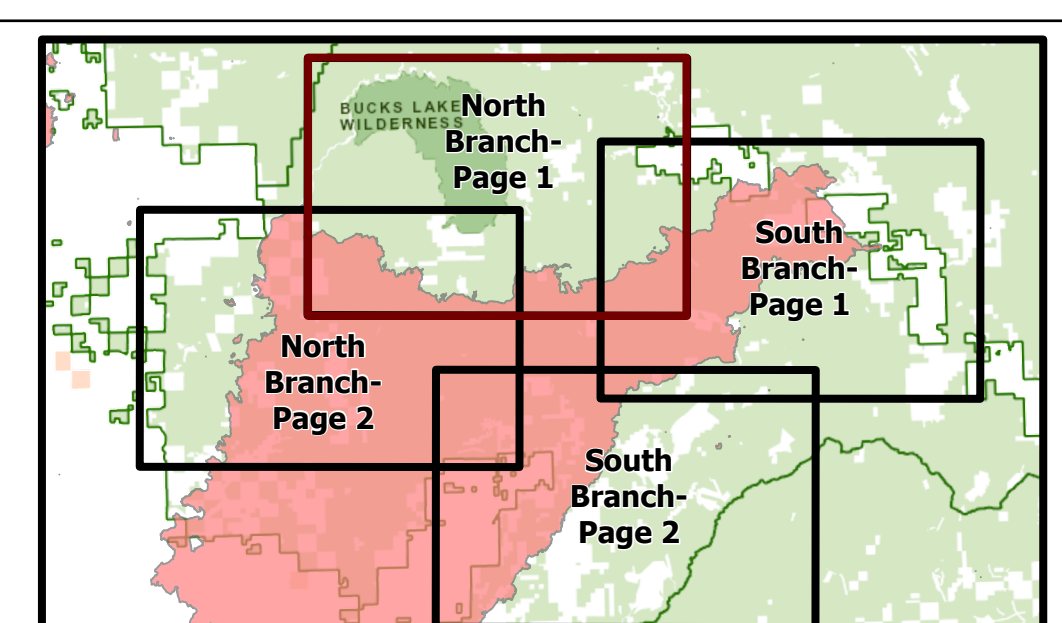 BUCKS LAKE
WILDERNESS
North
Branch-
Page 1
South
Branch-
Page 1
North
Branch-
Page 2
South
Branch-
Page 2